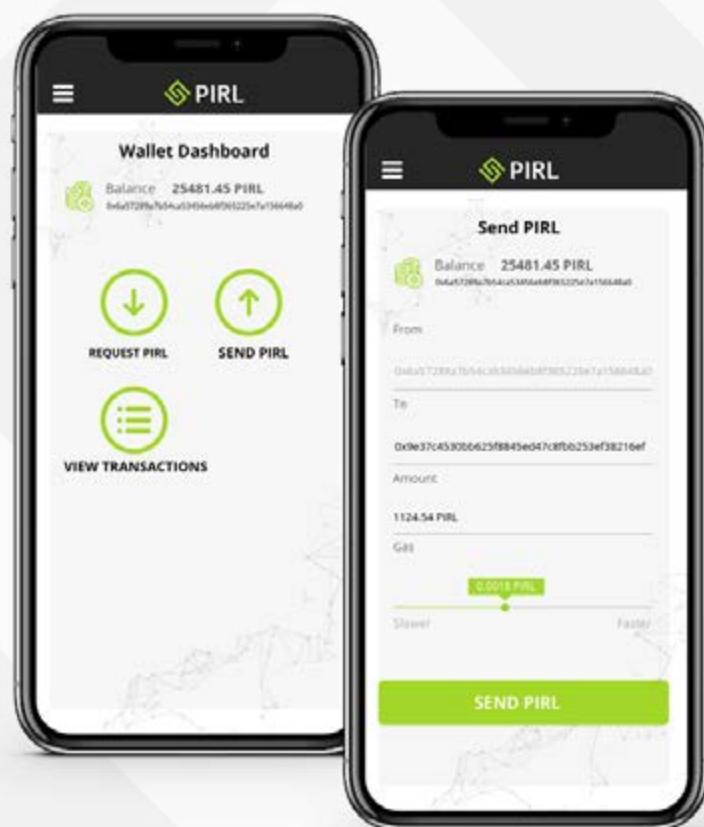 PIRL
Wallet Dashboard
Balance 25481.45 PIRL
REQUEST PIRL
SEND PIRL
VIEW TRANSACTIONS
PIRL
Send PIRL
Balance 25481.45 PIRL
From
To
0x9e37c4530bb625f8845ed47c8fbb253ef38216ef
Amount
1124.54 PIRL
Gas
0.0018 PIRL
Slower
Faster
SEND PIRL